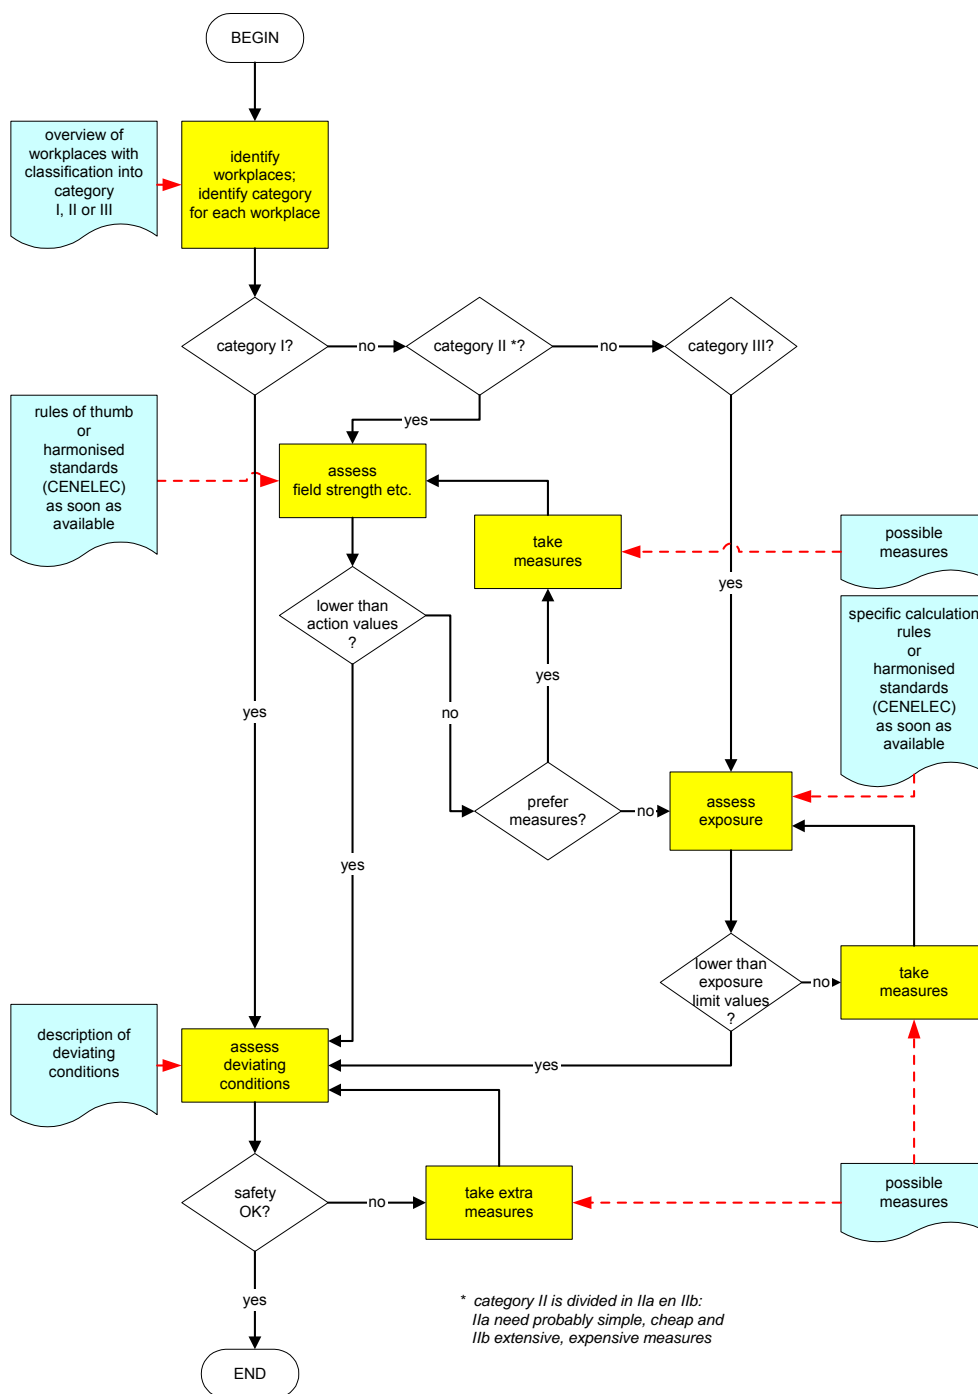 BEGIN
overview of
workplaces with
classification into
category
I, II or III
identify
workplaces;
identify category
for each workplace
category I?
no
category II *?
no
category III?
yes
rules of thumb
or
harmonised
standards
(CENELEC)
as soon as
available
assess
field strength etc.
take
measures
possible
measures
yes
lower than
action values
?
specific calculation
rules
or
harmonised
standards
(CENELEC)
as soon as
available
yes
no
yes
prefer
measures?
no
assess
exposure
yes
lower than
exposure
limit values
?
no
take
measures
description of
deviating
conditions
assess
deviating
conditions
yes
safety
OK?
no
take extra
measures
possible
measures
yes
* category II is divided in IIa en IIb:
IIa need probably simple, cheap and
IIb extensive, expensive measures
END